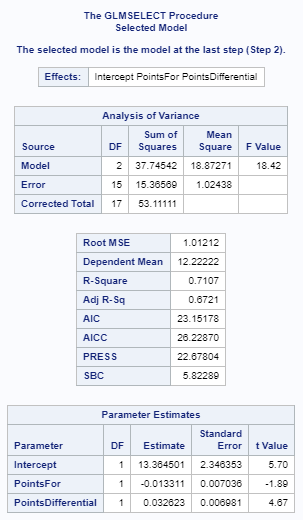 The GLMSELECT Procedure
Selected Model
The selected model is the model at the last step (Step 2).
Effects: Intercept PointsFor PointsDifferential
Analysis of Variance
Source DF Sum of Squares Mean Square F Value
Model 2 37.74542 18.87271 18.42
Error 15 15.36569 1.02438
Corrected Total 17 53.11111
Root MSE 1.01212
Dependent Mean 12.22222
R-Square 0.7107
Adj R-Sq 0.6721
AIC 23.15178
AICC 26.22870
PRESS 22.67804
SBC 5.82289
Parameter Estimates
Parameter DF Estimate Standard Error t Value
Intercept 1 13.364501 2.346353 5.70
PointsFor 1 -0.013311 0.007036 -1.89
PointsDifferential 1 0.032623 0.006981 4.67